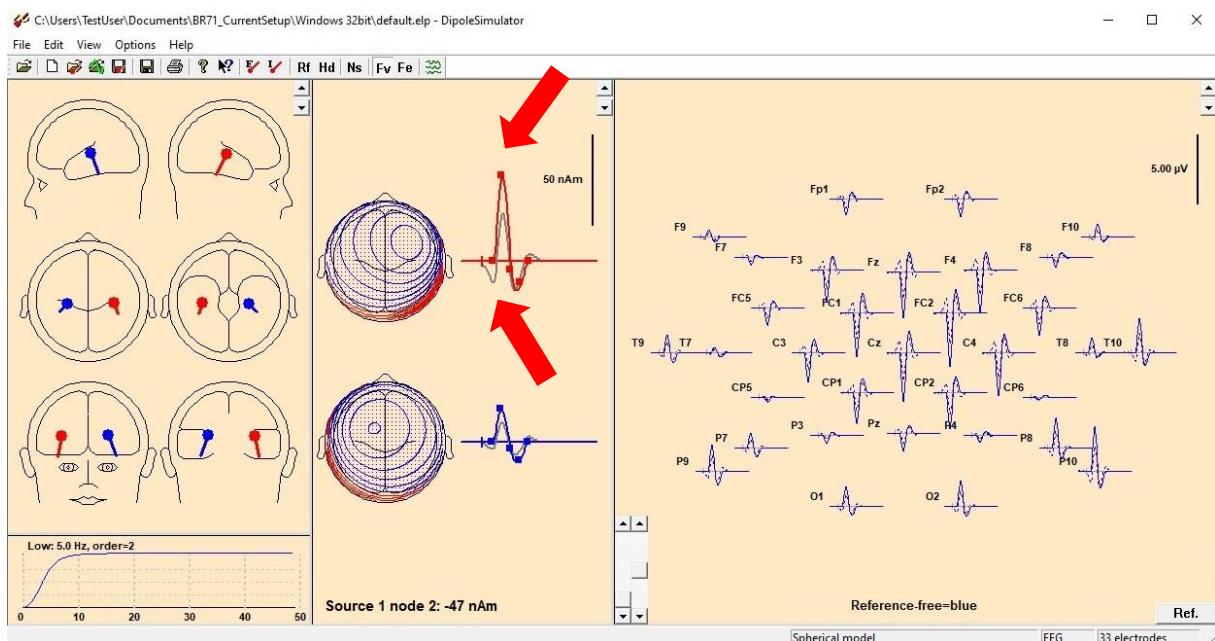 C:\Users\TestUser\Documents\BR71_CurrentSetup\Windows 32bit\default.elp - DipoleSimulator
File Edit View Options Help
Rf Hd Ns Fv Fe
50 nAm
5.00 µV
Fp1 Fp2
F9 F10
F7 F8
F3 Fz F4
FC5 FC1 FC2 FC6
T9 T7 C3 Cz C4 T8 T10
CP5 CP1 CP2 CP6
P7 P3 Pz P4 P8
P9 P10
O1 O2
Low: 5.0 Hz, order=2
0 10 20 30 40 50
Source 1 node 2: -47 nAm
Reference-free=blue
Ref.
Spherical model EEG 33 electrodes